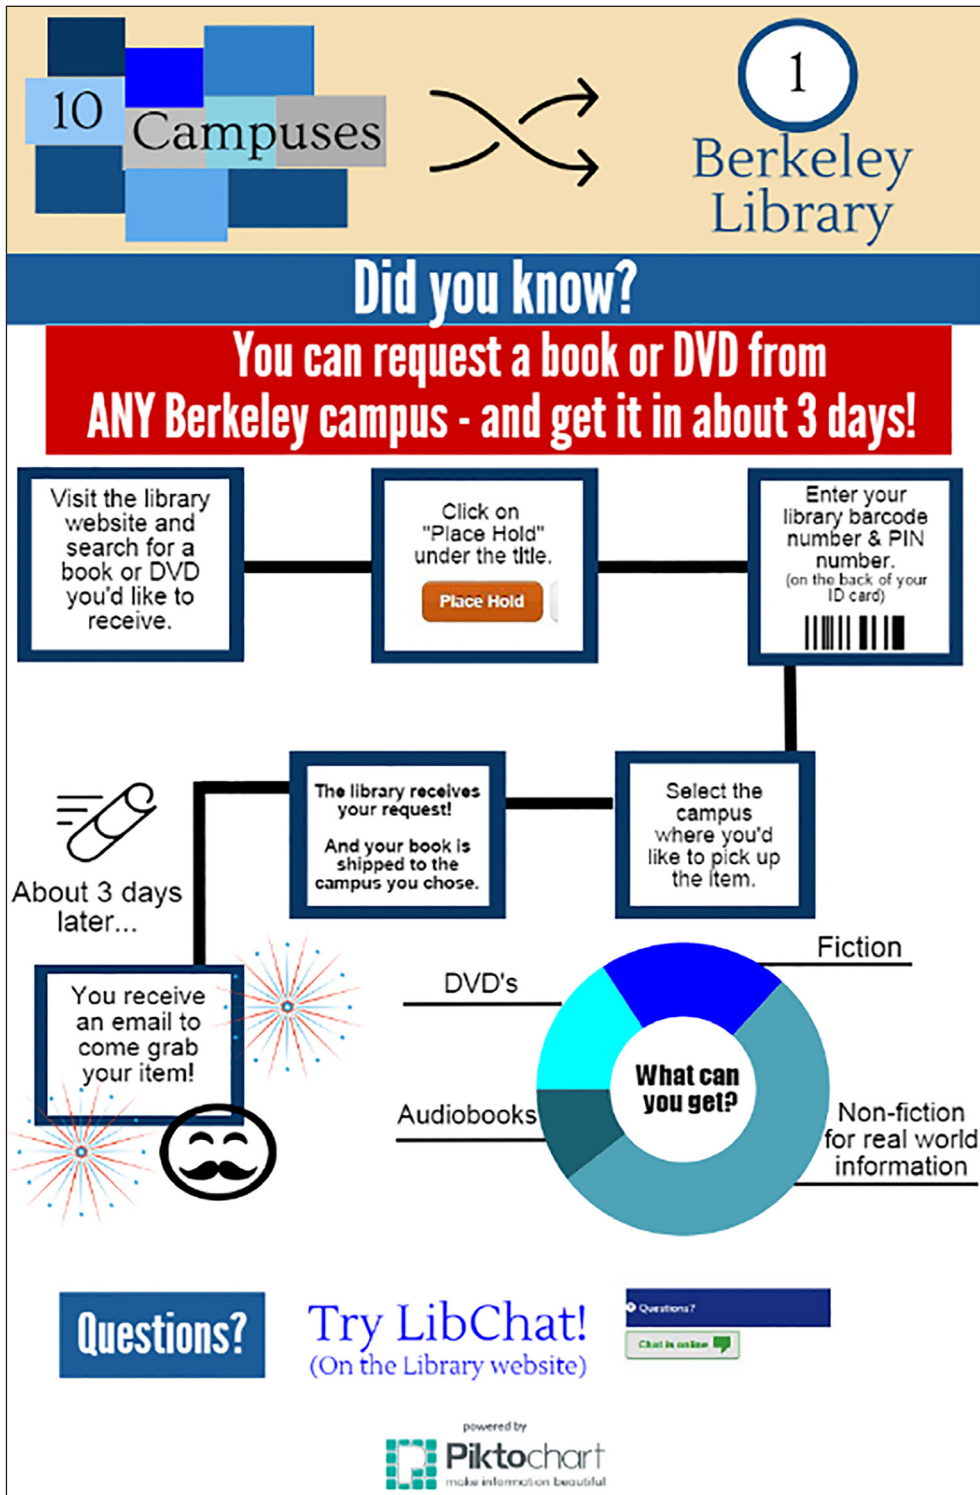 10
Campuses
1
Berkeley
Library
Did you know?
You can request a book or DVD from
ANY Berkeley campus - and get it in about 3 days!
Visit the library
website and
search for a
book or DVD
you'd like to
receive.
Click on
"Place Hold"
under the title.
Place Hold
Enter your
library barcode
number & PIN
number.
(on the back of your
ID card)
Select the
campus
where you'd
like to pick up
the item.
The library receives
your request!
And your book is
shipped to the
campus you chose.
About 3 days
later...
You receive
an email to
come grab
your item!
DVD's
Fiction
Audiobooks
What can
you get?
Non-fiction
for real world
information
Questions?
Try LibChat!
(On the Library website)
Questions?
Chat is online
powered by
Piktochart
make information beautiful